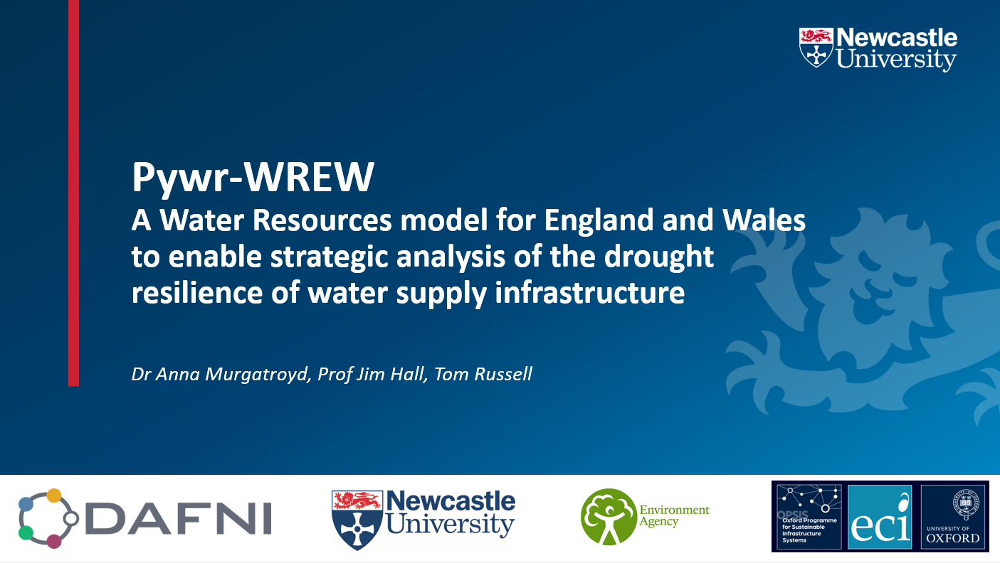 Newcastle
University
Pywr-WREW
A Water Resources model for England and Wales
to enable strategic analysis of the drought
resilience of water supply infrastructure
Dr Anna Murgatroyd, Prof Jim Hall, Tom Russell
DAFNI
Newcastle
University
Environment
Agency
OPSIS
Oxford Programme
for Sustainable
Infrastructure
Systems
eci
UNIVERSITY OF
OXFORD